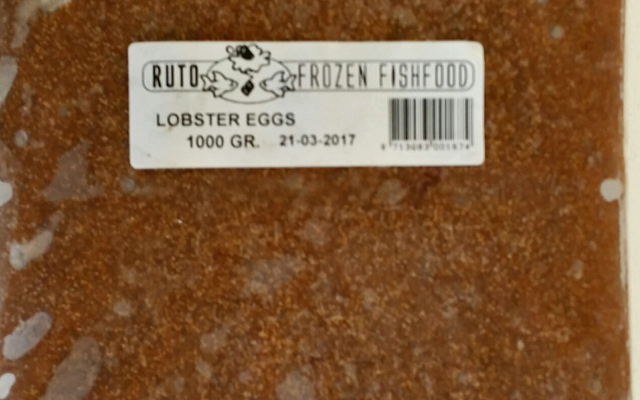 RUTO FROZEN FISHFOOD
LOBSTER EGGS
1000 GR. 21-03-2017